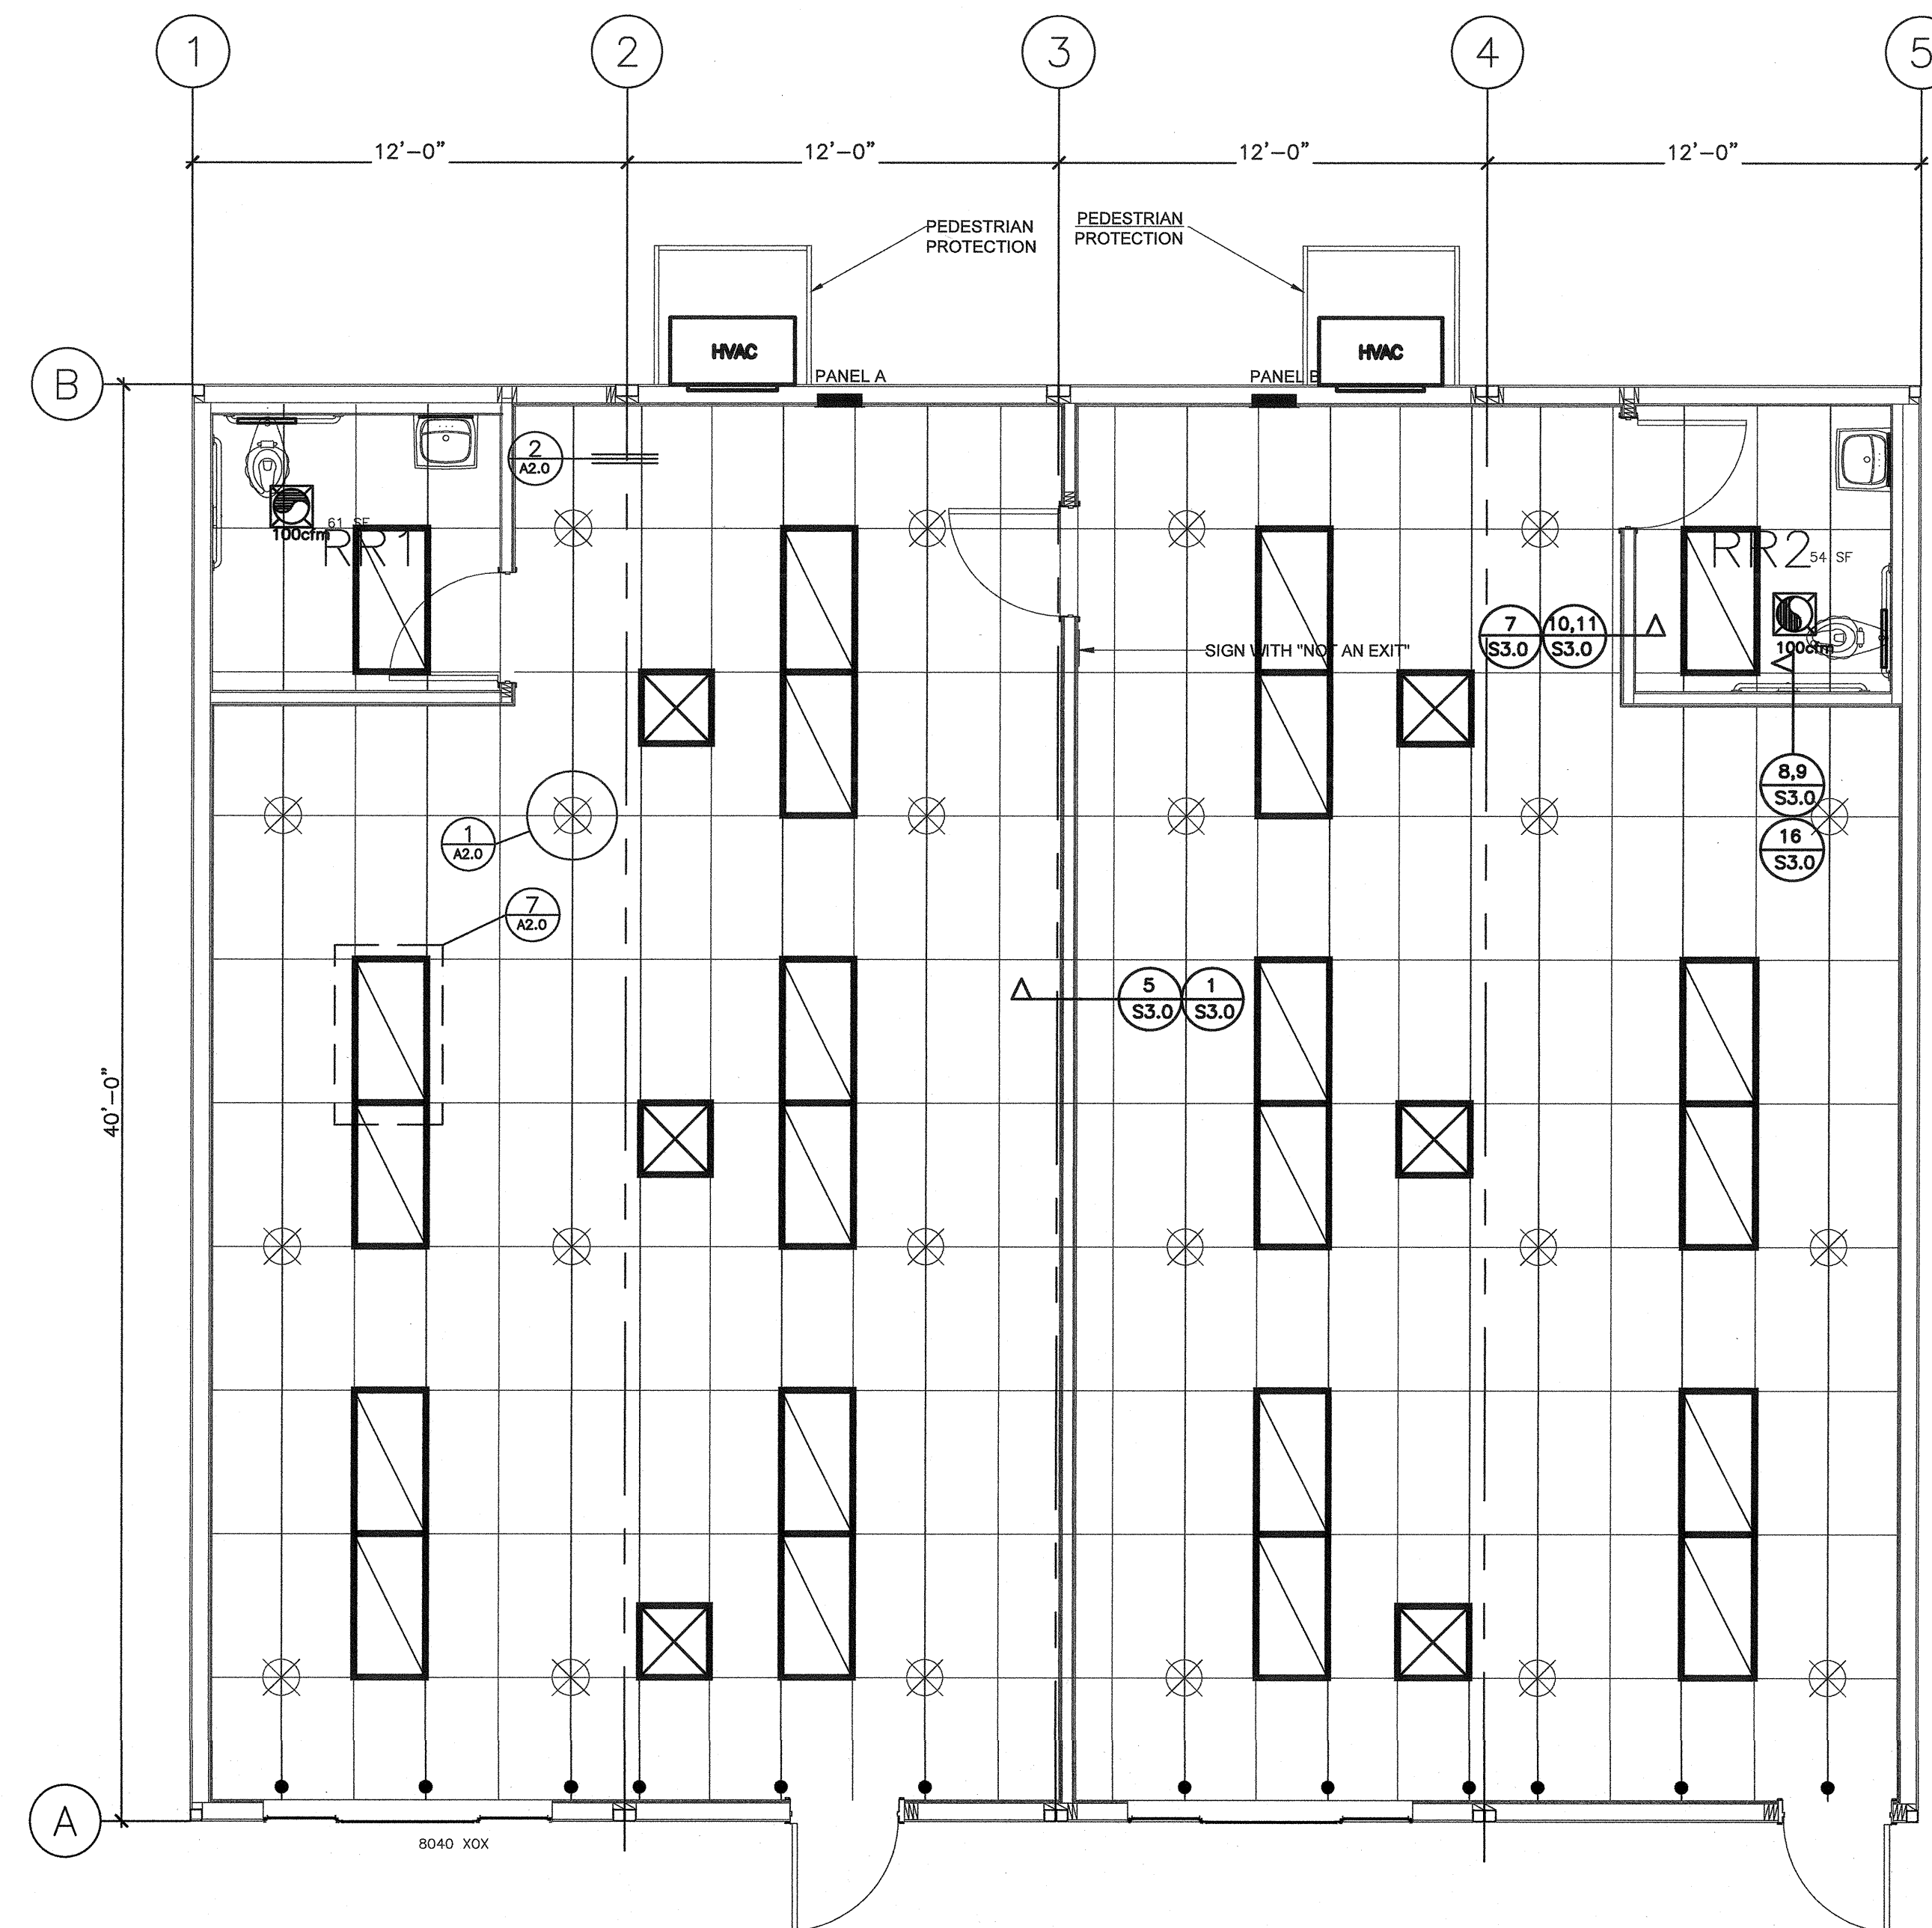 1 2 3 4 5
12'-0" 12'-0" 12'-0" 12'-0"
PEDESTRIAN
PROTECTION
PEDESTRIAN
PROTECTION
HVAC
HVAC
B
PANEL A
PANEL B
2
A2.0
61 SF
100cfm
RR1
RR2
54 SF
7
S3.0
10,11
S3.0
100cfm
SIGN WITH "NOT AN EXIT"
8,9
S3.0
16
S3.0
1
A2.0
7
A2.0
5
S3.0
1
S3.0
40'-0"
A
8040 XOX